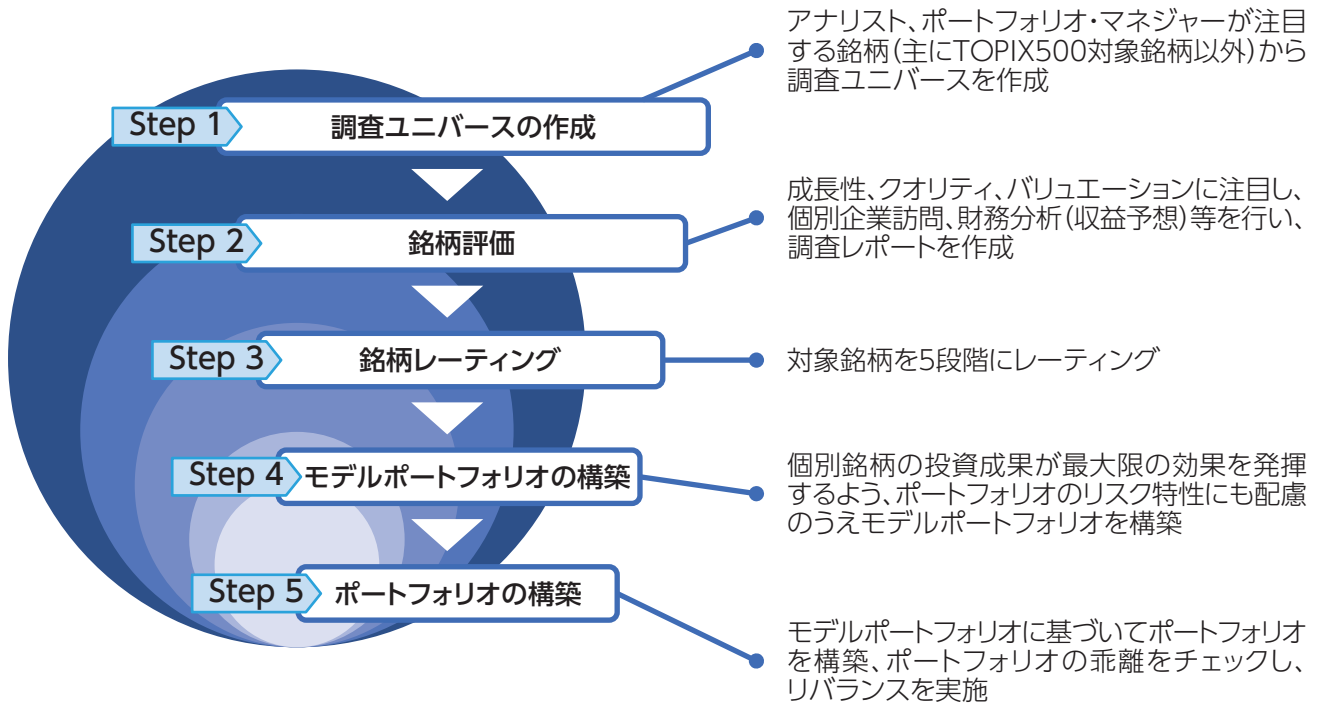 アナリスト、ポートフォリオ・マネジャーが注目
する銘柄(主にTOPIX500対象銘柄以外)から
調査ユニバースを作成
Step 1
調査ユニバースの作成
成長性、クオリティ、バリュエーションに注目し、
個別企業訪問、財務分析(収益予想)等を行い、
調査レポートを作成
Step 2
銘柄評価
Step 3
銘柄レーティング
対象銘柄を5段階にレーティング
Step 4
モデルポートフォリオの構築
個別銘柄の投資成果が最大限の効果を発揮
するよう、ポートフォリオのリスク特性にも配慮
のうえモデルポートフォリオを構築
Step 5
ポートフォリオの構築
モデルポートフォリオに基づいてポートフォリオ
を構築、ポートフォリオの乖離をチェックし、
リバランスを実施